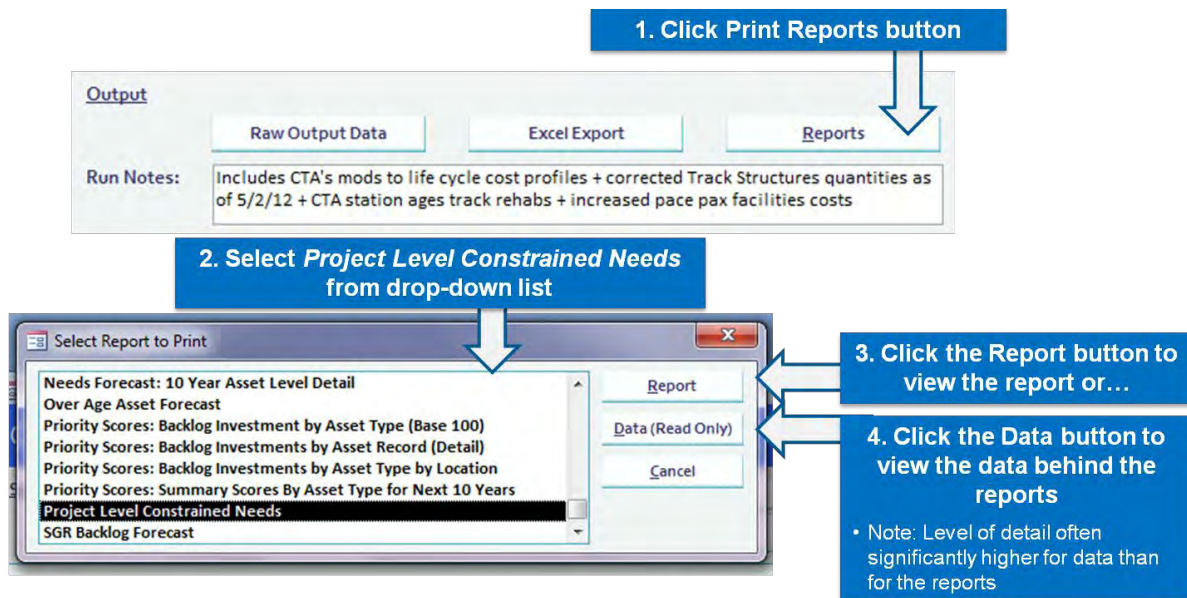 1. Click Print Reports button
Output
Raw Output Data
Excel Export
Reports
Run Notes:
Includes CTA's mods to life cycle cost profiles + corrected Track Structures quantities as
of 5/2/12 + CTA station ages track rehabs + increased pace pax facilities costs
2. Select Project Level Constrained Needs
from drop-down list
Select Report to Print
Needs Forecast: 10 Year Asset Level Detail
Over Age Asset Forecast
Priority Scores: Backlog Investment by Asset Type (Base 100)
Priority Scores: Backlog Investments by Asset Record (Detail)
Priority Scores: Backlog Investments by Asset Type by Location
Priority Scores: Summary Scores By Asset Type for Next 10 Years
Project Level Constrained Needs
SGR Backlog Forecast
Report
Data (Read Only)
Cancel
3. Click the Report button to
view the report or…
4. Click the Data button to
view the data behind the
reports
• Note: Level of detail often
significantly higher for data than
for the reports